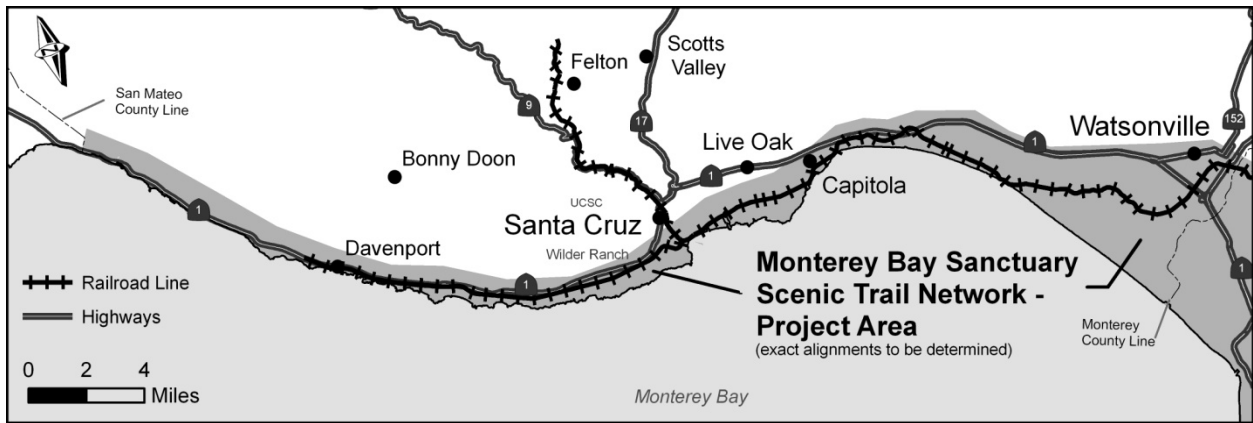 Scotts
Valley
Felton
San Mateo
County Line
9
17
152
Watsonville
1
Live Oak
Bonny Doon
1
Capitola
UCSC
Santa Cruz
1
Wilder Ranch
Davenport
1
Monterey Bay Sanctuary
Scenic Trail Network -
Project Area
(exact alignments to be determined)
1
Monterey
County Line
Railroad Line
Highways
0 2 4
Miles
Monterey Bay